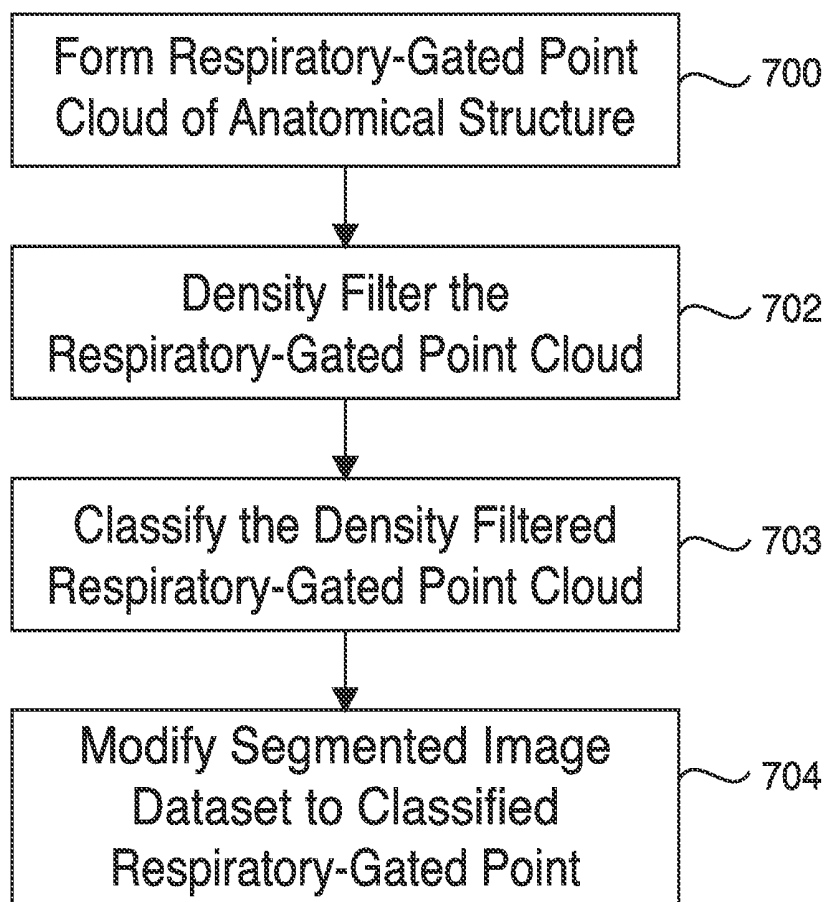 Form Respiratory-Gated Point
Cloud of Anatomical Structure
700
Density Filter the
Respiratory-Gated Point Cloud
702
Classify the Density Filtered
Respiratory-Gated Point Cloud
703
Modify Segmented Image
Dataset to Classified
Respiratory-Gated Point
704